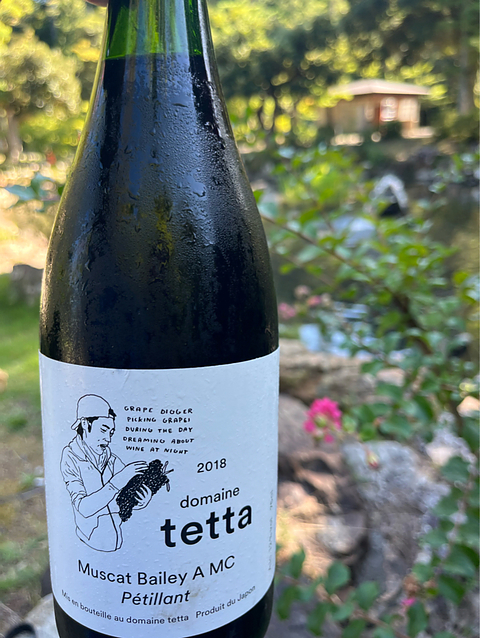 GRAPE DIGGER
PICKING GRAPES
DURING THE DAY
DREAMING ABOUT
WINE AT NIGHT
2018
domaine
tetta
Muscat Bailey A MC
Pétillant
Mis en bouteille au domaine tetta Produit du Japon